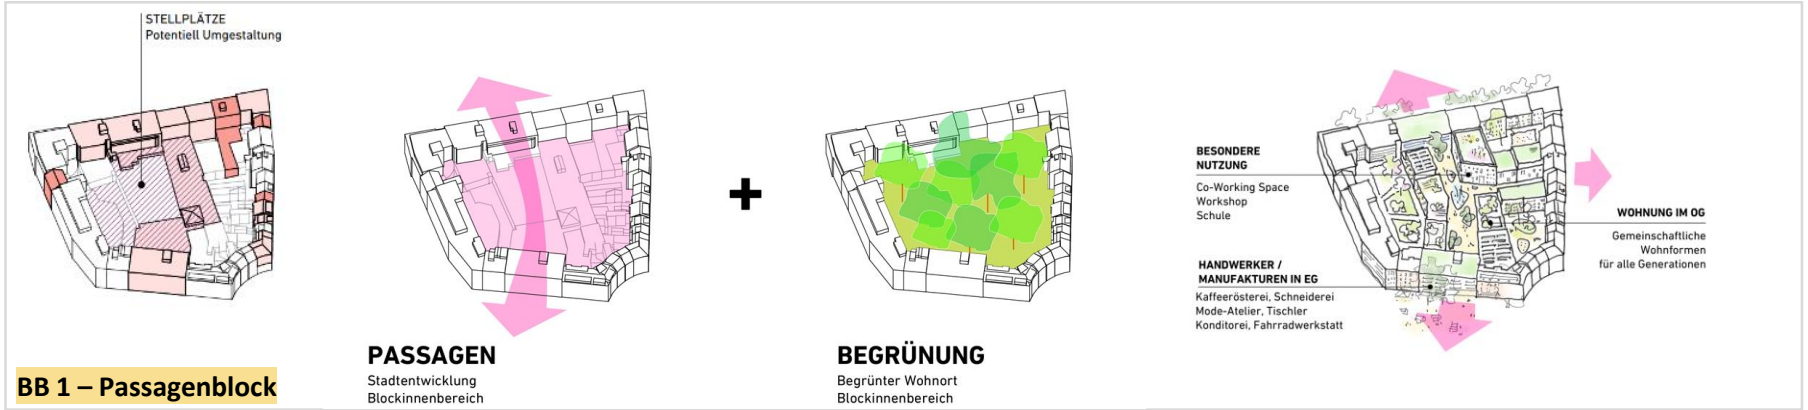 STELLPLÄTZE
Potentiell Umgestaltung
BB 1 – Passagenblock
PASSAGEN
Stadtentwicklung
Blockinnenbereich
+
BEGRÜNUNG
Begrünter Wohnort
Blockinnenbereich
BESONDERE
NUTZUNG
Co-Working Space
Workshop
Schule
HANDWERKER /
MANUFAKTUREN IN EG
Kaffeerösterei, Schneiderei
Mode-Atelier, Tischler
Konditorei, Fahrradwerkstatt
WOHNUNG IM OG
Gemeinschaftliche
Wohnformen
für alle Generationen